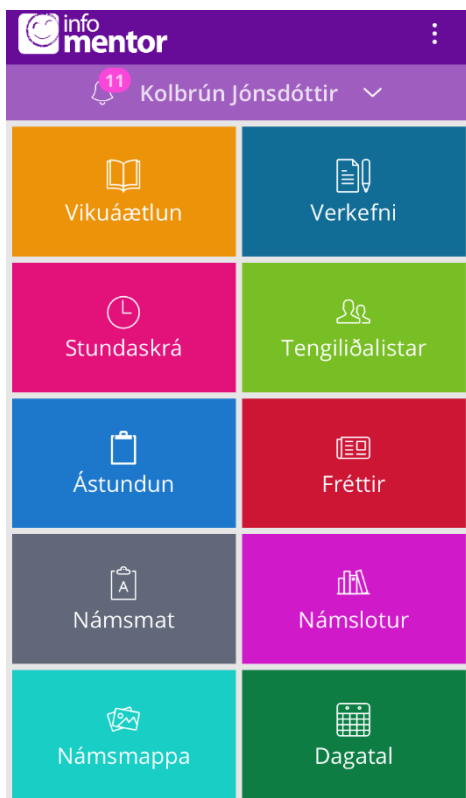 info
mentor
11
Kolbrún Jónsdóttir
Vikuáætlun
Verkefni
Stundaskrá
Tengiliðalistar
Ástundun
Fréttir
A
Námsmat
Námslotur
Námsmappa
Dagatal